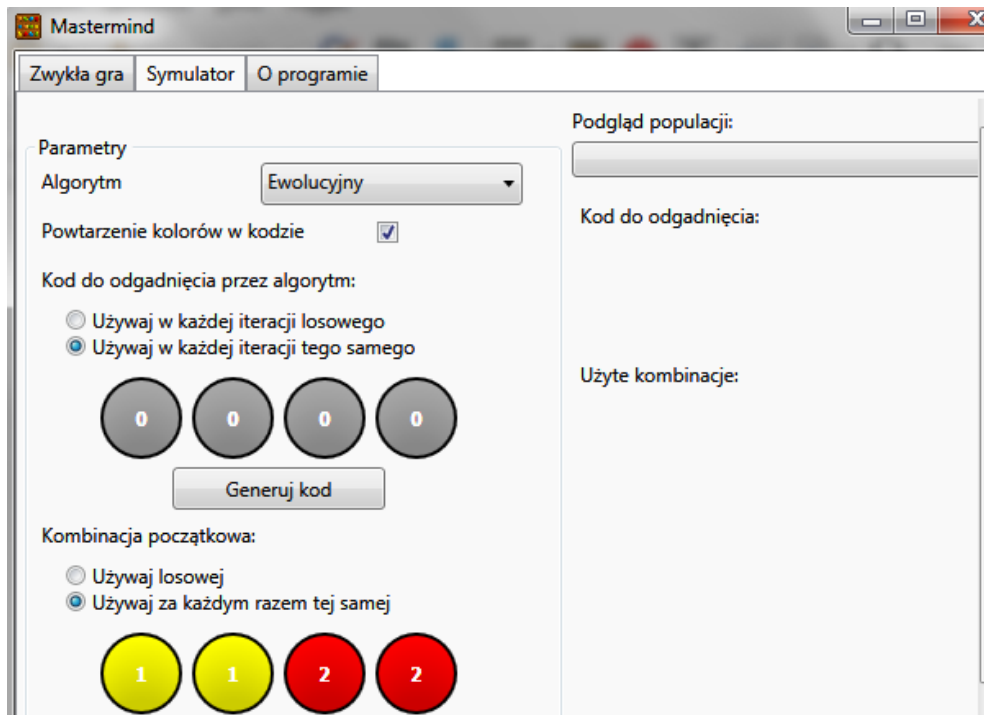 Mastermind
Zwykła gra Symulator O programie
Parametry
Algorytm Ewolucyjny
Powtarzenie kolorów w kodzie
Kod do odgadnięcia przez algorytm:
Używaj w każdej iteracji losowego
Używaj w każdej iteracji tego samego
0 0 0 0
Generuj kod
Kombinacja początkowa:
Używaj losowej
Używaj za każdym razem tej samej
1 1 2 2
Podgląd populacji:
Kod do odgadnięcia:
Użyte kombinacje: